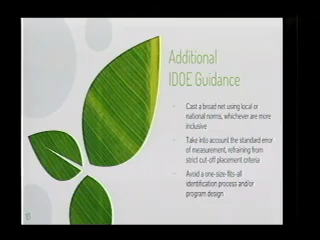 Additional
IDOE Guidance
- Cast a broad net using local or
national norms, whichever are more
inclusive
- Take into account the standard error
of measurement, refraining from
strict cut-off placement criteria
- Avoid a one-size-fits-all
identification process and/or
program design